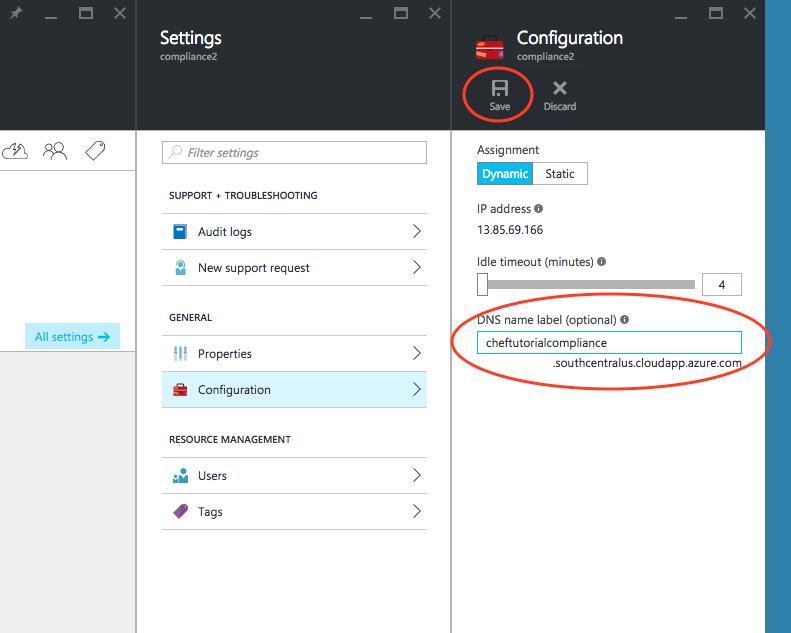 All settings
Settings
compliance2
Filter settings
SUPPORT + TROUBLESHOOTING
Audit logs
New support request
GENERAL
Properties
Configuration
RESOURCE MANAGEMENT
Users
Tags
Configuration
compliance2
Save Discard
Assignment
Dynamic Static
IP address
13.85.69.166
Idle timeout (minutes)
4
DNS name label (optional)
cheftutorialcompliance
.southcentralus.cloudapp.azure.com